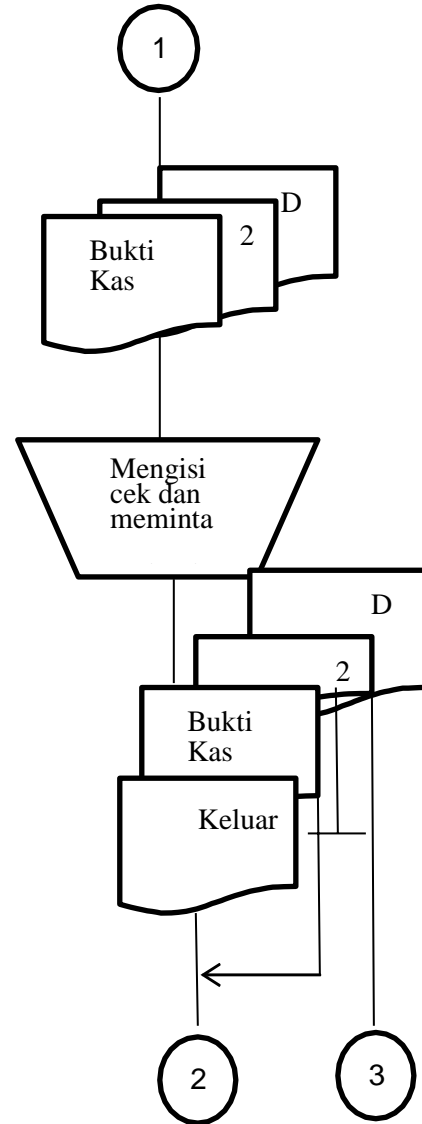 1
D
2
Bukti
Kas
Mengisi
cek dan
meminta
D
2
Bukti
Kas
Keluar
2
3